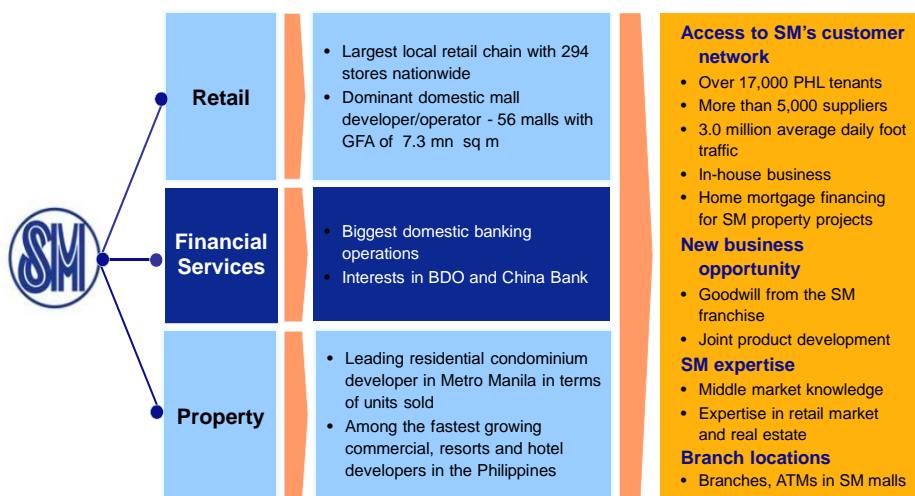 SM
Retail
• Largest local retail chain with 294
stores nationwide
• Dominant domestic mall
developer/operator - 56 malls with
GFA of 7.3 mn sq m
Financial
Services
• Biggest domestic banking
operations
• Interests in BDO and China Bank
Property
• Leading residential condominium
developer in Metro Manila in terms
of units sold
• Among the fastest growing
commercial, resorts and hotel
developers in the Philippines
Access to SM's customer
network
• Over 17,000 PHL tenants
• More than 5,000 suppliers
• 3.0 million average daily foot
traffic
• In-house business
• Home mortgage financing
for SM property projects
New business
opportunity
• Goodwill from the SM
franchise
• Joint product development
SM expertise
• Middle market knowledge
• Expertise in retail market
and real estate
Branch locations
• Branches, ATMs in SM malls